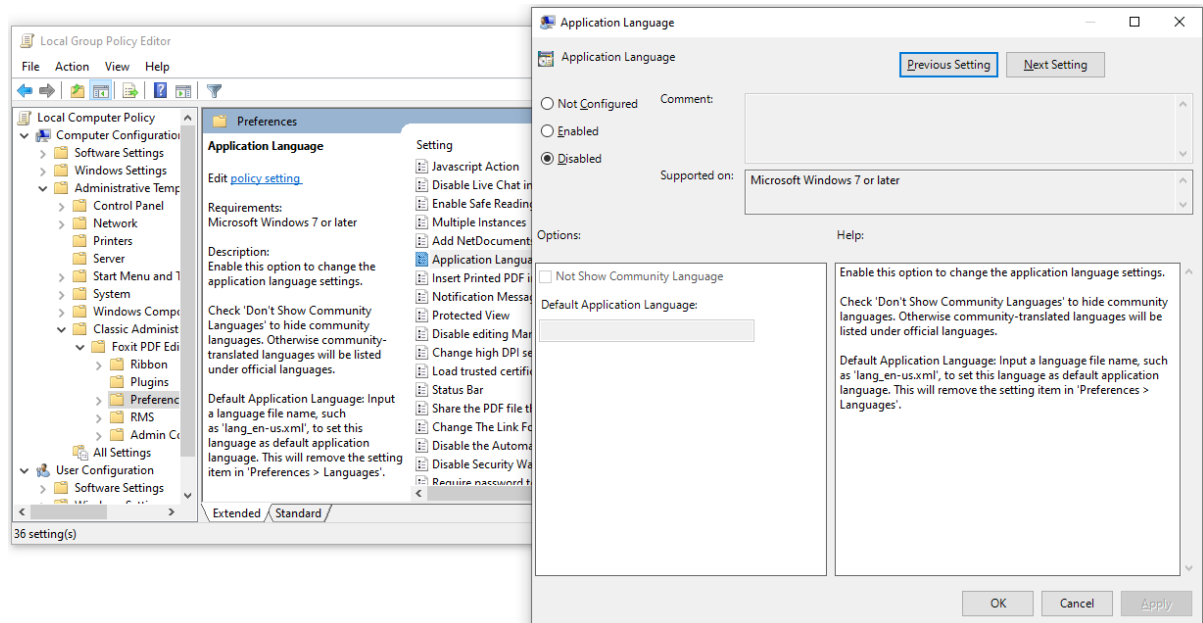 Local Group Policy Editor
File Action View Help
Local Computer Policy
Computer Configuration
Software Settings
Windows Settings
Administrative Temp
Control Panel
Network
Printers
Server
Start Menu and T
System
Windows Compo
Classic Administ
Foxit PDF Edi
Ribbon
Plugins
Preferenc
RMS
Admin Co
All Settings
User Configuration
Software Settings
Preferences
Application Language
Edit policy setting
Requirements:
Microsoft Windows 7 or later
Description:
Enable this option to change the
application language settings.
Check 'Don't Show Community
Languages' to hide community
languages. Otherwise community-
translated languages will be listed
under official languages.
Default Application Language: Input
a language file name, such
as 'lang_en-us.xml', to set this
language as default application
language. This will remove the setting
item in 'Preferences > Languages'.
Setting
Javascript Action
Disable Live Chat in
Enable Safe Reading
Multiple Instances
Add NetDocument
Application Langua
Insert Printed PDF i
Notification Messag
Protected View
Disable editing Mar
Change high DPI se
Load trusted certifi
Status Bar
Share the PDF file t
Change The Link Fo
Disable the Automa
Disable Security Wa
Require password t
Extended Standard
36 setting(s)
Application Language
Application Language
Previous Setting Next Setting
Not Configured
Enabled
Disabled
Comment:
Supported on: Microsoft Windows 7 or later
Options:
Not Show Community Language
Default Application Language:
Help:
Enable this option to change the application language settings.
Check 'Don't Show Community Languages' to hide community
languages. Otherwise community-translated languages will be
listed under official languages.
Default Application Language: Input a language file name, such
as 'lang_en-us.xml', to set this language as default application
language. This will remove the setting item in 'Preferences >
Languages'.
OK Cancel Apply